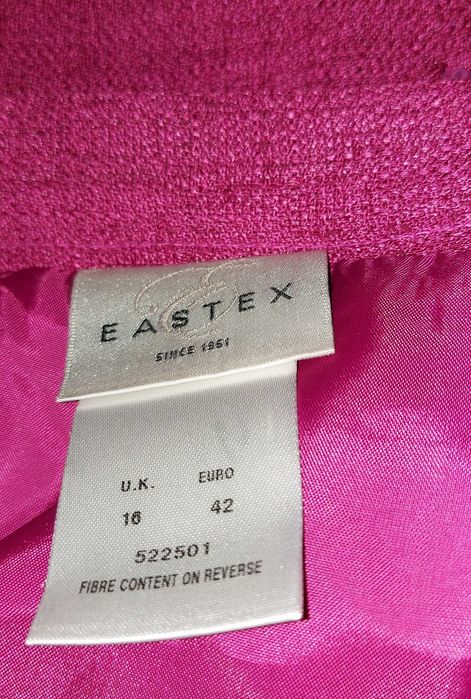 E
EASTEX
SINCE 1951
U.K. EURO
16 42
522501
FIBRE CONTENT ON REVERSE